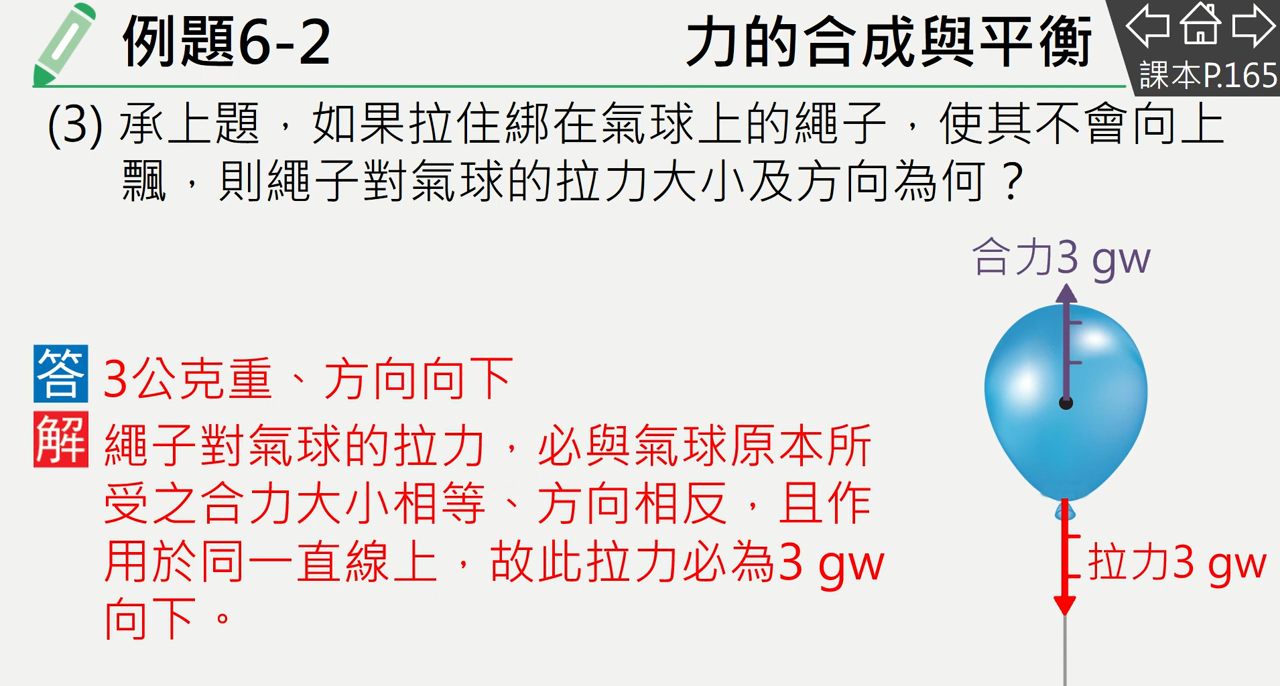 例題6-2
力的合成與平衡
課本P.165
(3) 承上題，如果拉住綁在氣球上的繩子，使其不會向上
飄，則繩子對氣球的拉力大小及方向為何？
合力3 gw
答 3公克重、方向向下
解 繩子對氣球的拉力，必與氣球原本所
受之合力大小相等、方向相反，且作
用於同一直線上，故此拉力必為3 gw
向下。
拉力3 gw